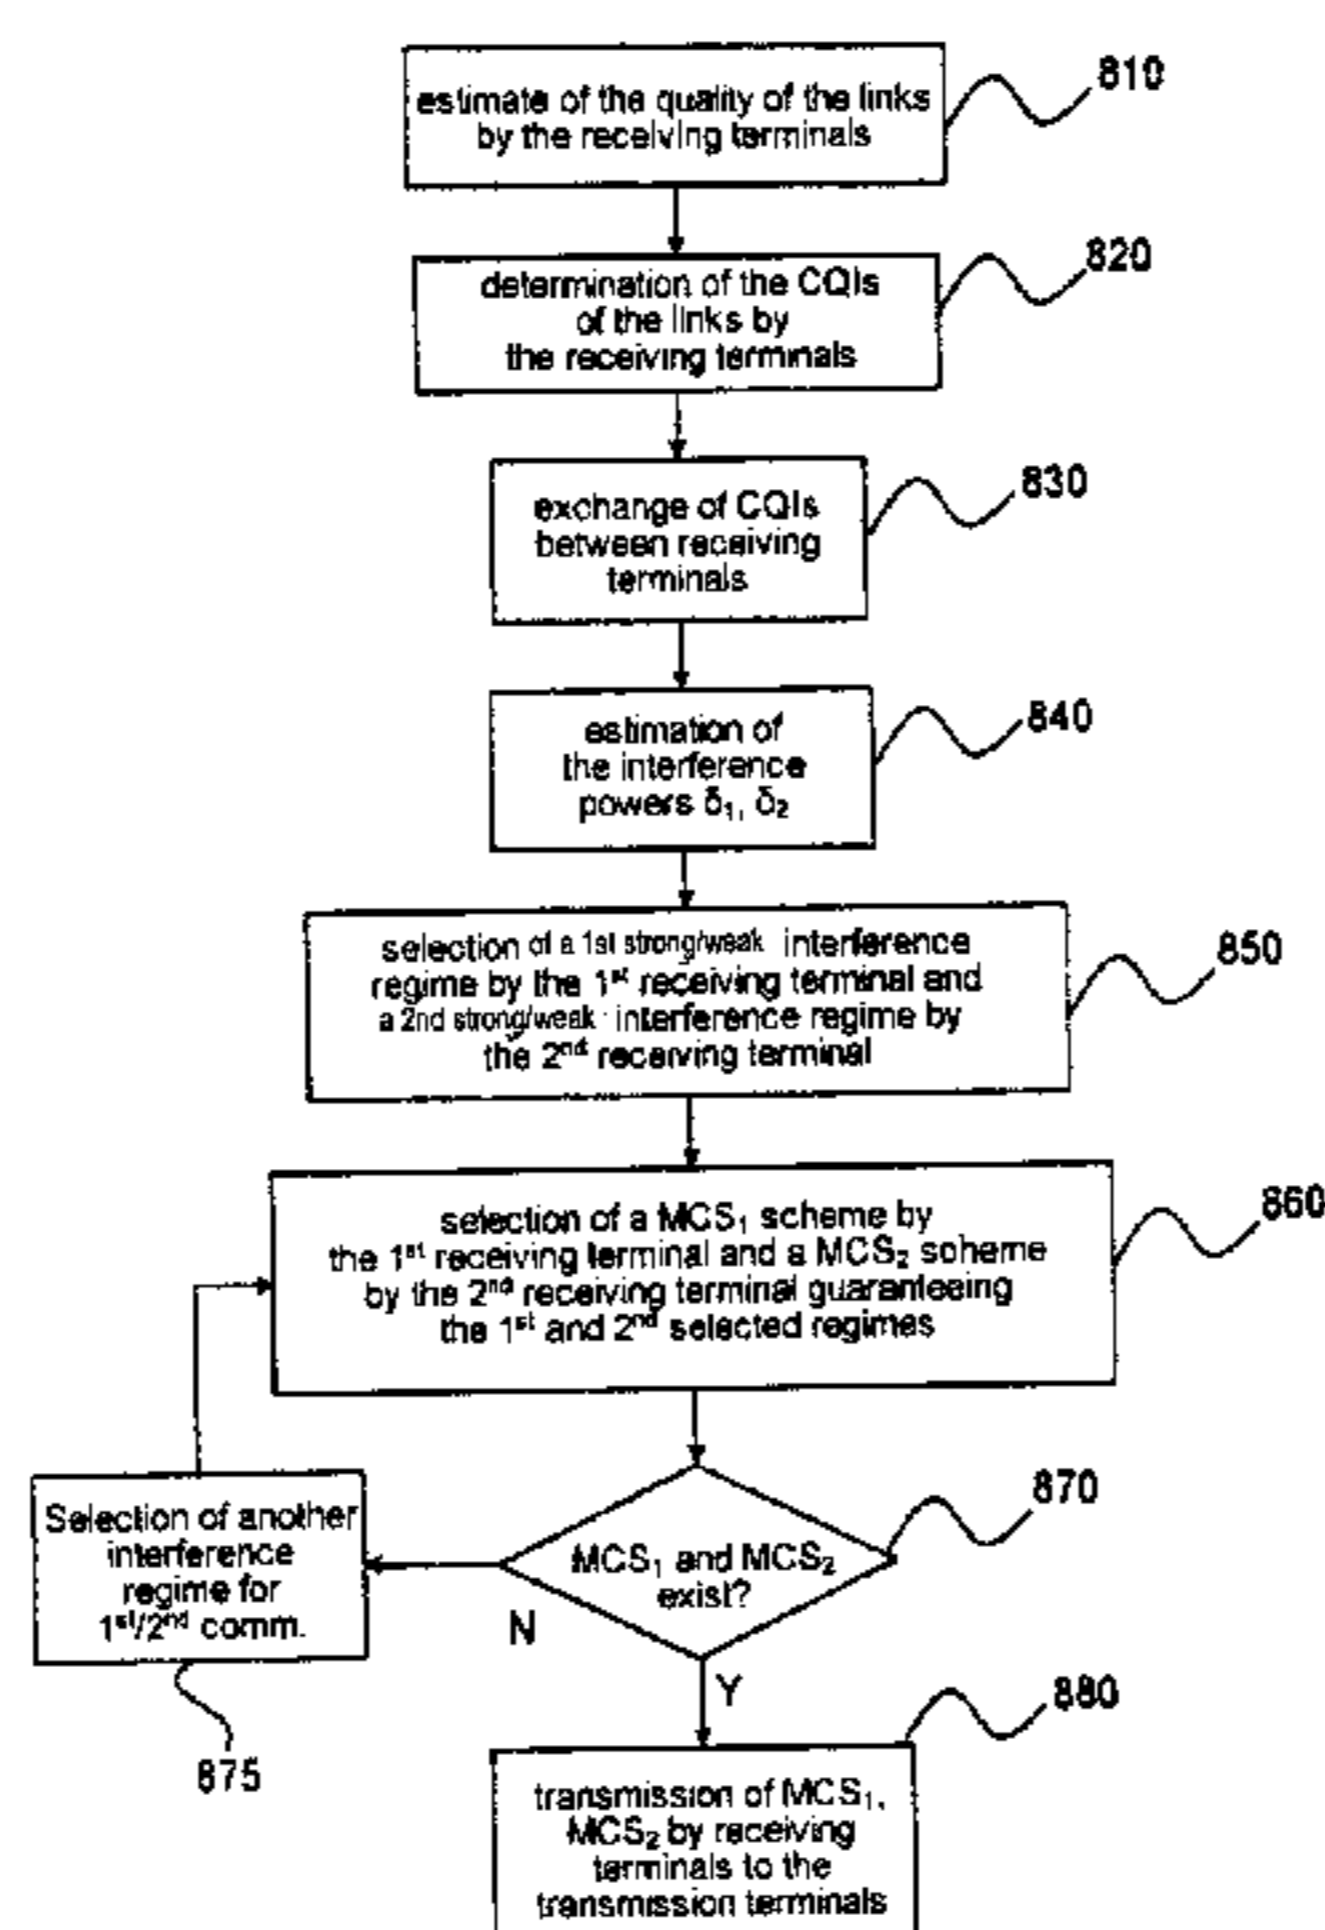 estimate of the quality of the links
by the receiving terminals
810
determination of the CQIs
of the links by
the receiving terminals
820
exchange of CQIs
between receiving
terminals
830
estimation of
the interference
powers δ₁, δ₂
840
selection of a 1st strong/weak interference
regime by the 1ˢᵗ receiving terminal and
a 2nd strong/weak interference regime by
the 2ⁿᵈ receiving terminal
850
selection of a MCS₁ scheme by
the 1ˢᵗ receiving terminal and a MCS₂ scheme
by the 2ⁿᵈ receiving terminal guaranteeing
the 1ˢᵗ and 2ⁿᵈ selected regimes
860
MCS₁ and MCS₂
exist?
870
N
Y
Selection of another
interference
regime for
1ˢᵗ/2ⁿᵈ comm.
875
transmission of MCS₁,
MCS₂ by receiving
terminals to the
transmission terminals
880